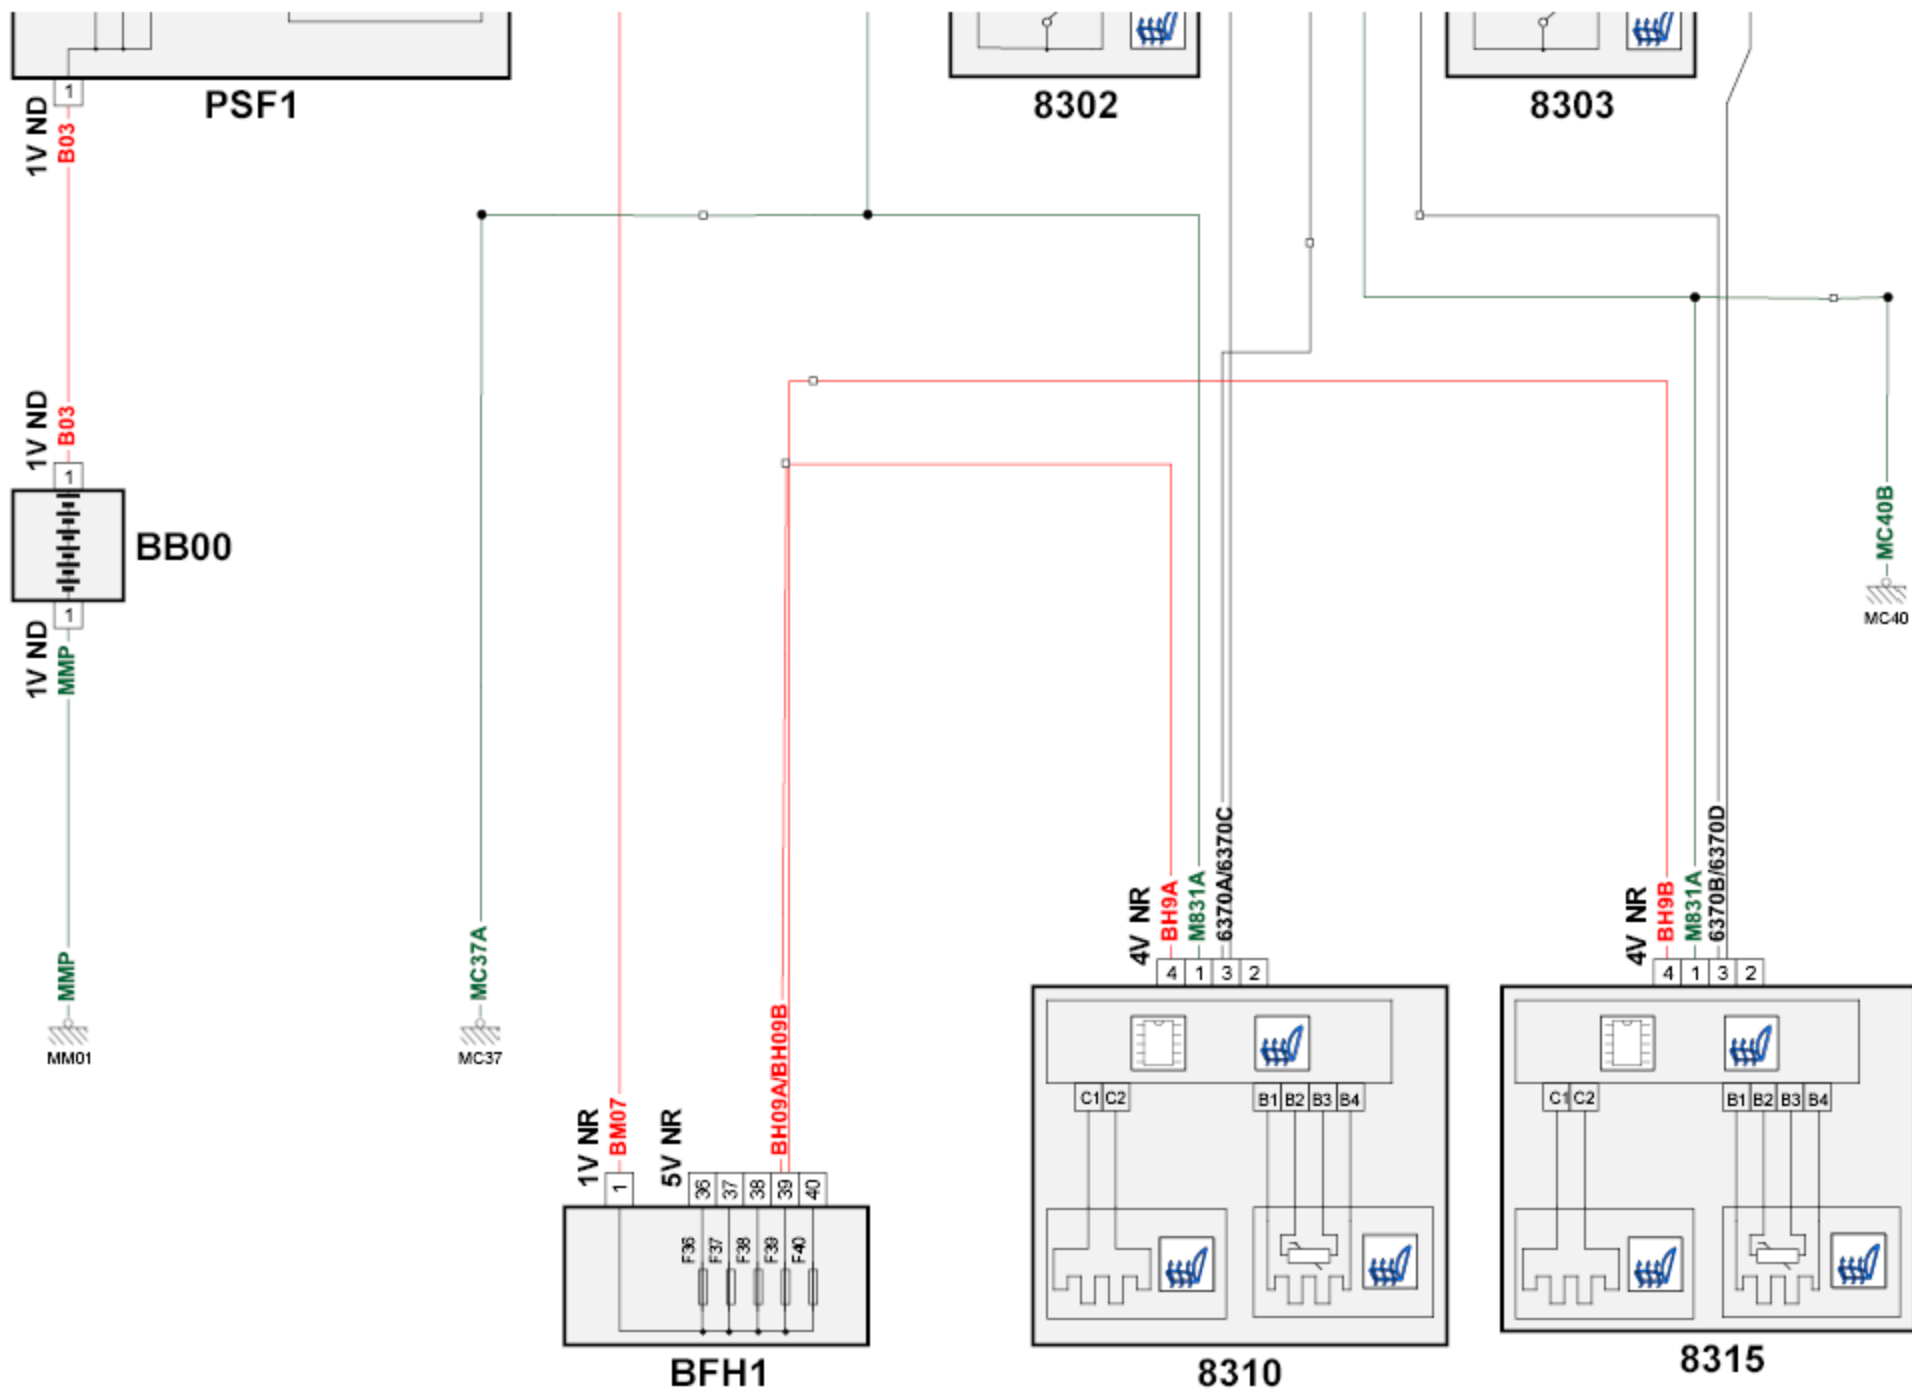 1
PSF1
8302
8303
1V ND
B03
1V ND
B03
1
BB00
1
1V ND
MMP
MMP
MM01
MC37A
MC37
MC40B
MC40
1V NR
BM07
1
5V NR
BH09A/BH09B
36 37 38 39 40
F36 F37 F38 F39 F40
BFH1
4V NR
BH9A
M831A
6370A/6370C
4 1 3 2
C1 C2
B1 B2 B3 B4
8310
4V NR
BH9B
M831A
6370B/6370D
4 1 3 2
C1 C2
B1 B2 B3 B4
8315